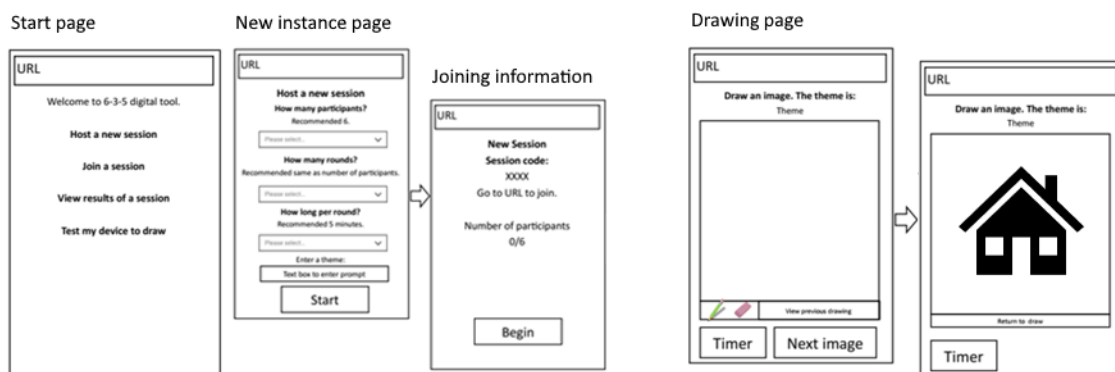 Start page
URL
Welcome to 6-3-5 digital tool.
Host a new session
Join a session
View results of a session
Test my device to draw
New instance page
URL
Host a new session
How many participants?
Recommended 6.
Please select...
How many rounds?
Recommended same as number of participants.
Please select...
How long per round?
Recommended 5 minutes.
Please select...
Enter a theme:
Text box to enter prompt
Start
Joining information
URL
New Session
Session code:
XXXX
Go to URL to join.
Number of participants
0/6
Begin
Drawing page
URL
Draw an image. The theme is:
Theme
View previous drawing
Timer
Next image
URL
Draw an image. The theme is:
Theme
Return to draw
Timer